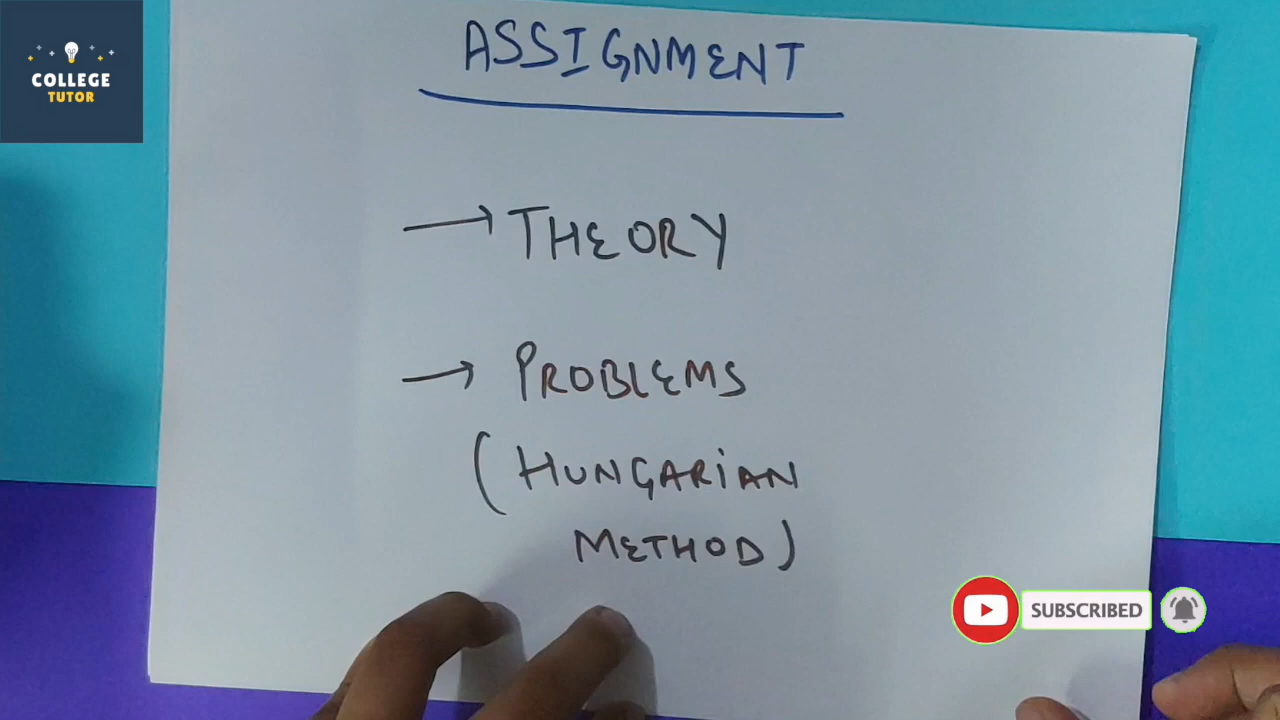 COLLEGE
TUTOR
ASSIGNMENT
→ THEORY
→ PROBLEMS
(HUNGARIAN
METHOD)
SUBSCRIBED